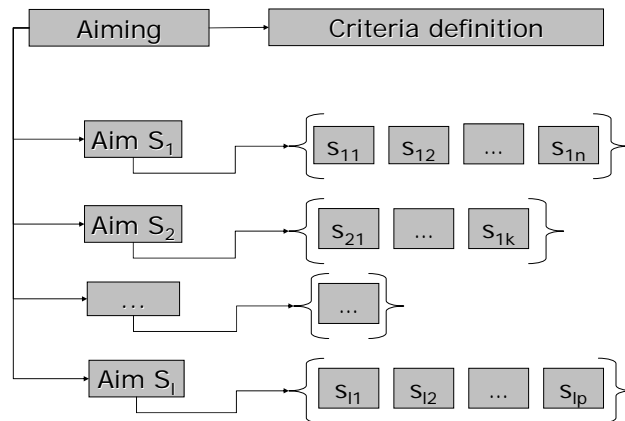 Aiming Criteria definition
Aim S₁ s₁₁ s₁₂ ... s₁ₙ
Aim S₂ s₂₁ ... s₁ₖ
... ...
Aim Sₗ sₗ₁ sₗ₂ ... sₗₚ